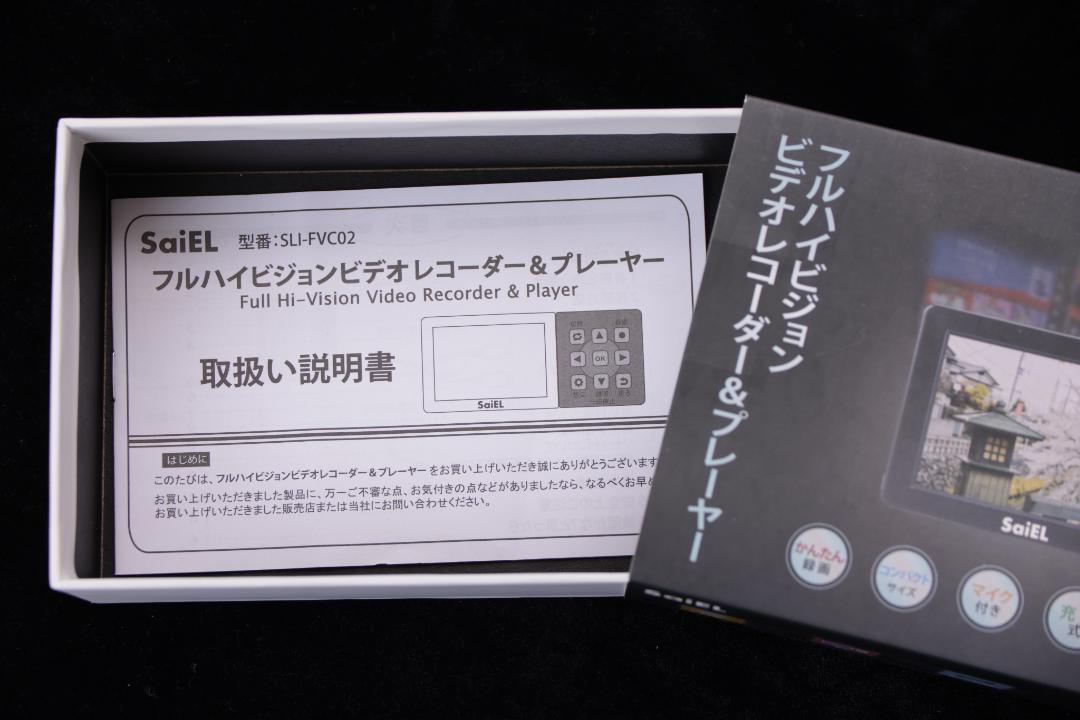 SaiEL 型番:SLI-FVC02
フルハイビジョンビデオレコーダー&プレーヤー
Full Hi-Vision Video Recorder & Player
取扱い説明書
OK
SaiEL
はじめに
このたびは、フルハイビジョンビデオレコーダー&プレーヤーをお買い上げいただき誠にありがとうございます
お買い上げいただきました製品に、万一ご不審な点、お気付きの点などがありましたなら、なるべくお早め
お買い上げいただきました販売店または当社にお問い合わせください。
フルハイビジョン
ビデオレコーダー&プレーヤー
SaiEL
かんたん
録画
コンパクト
サイズ
マイク
付き
充
式
SaiEL